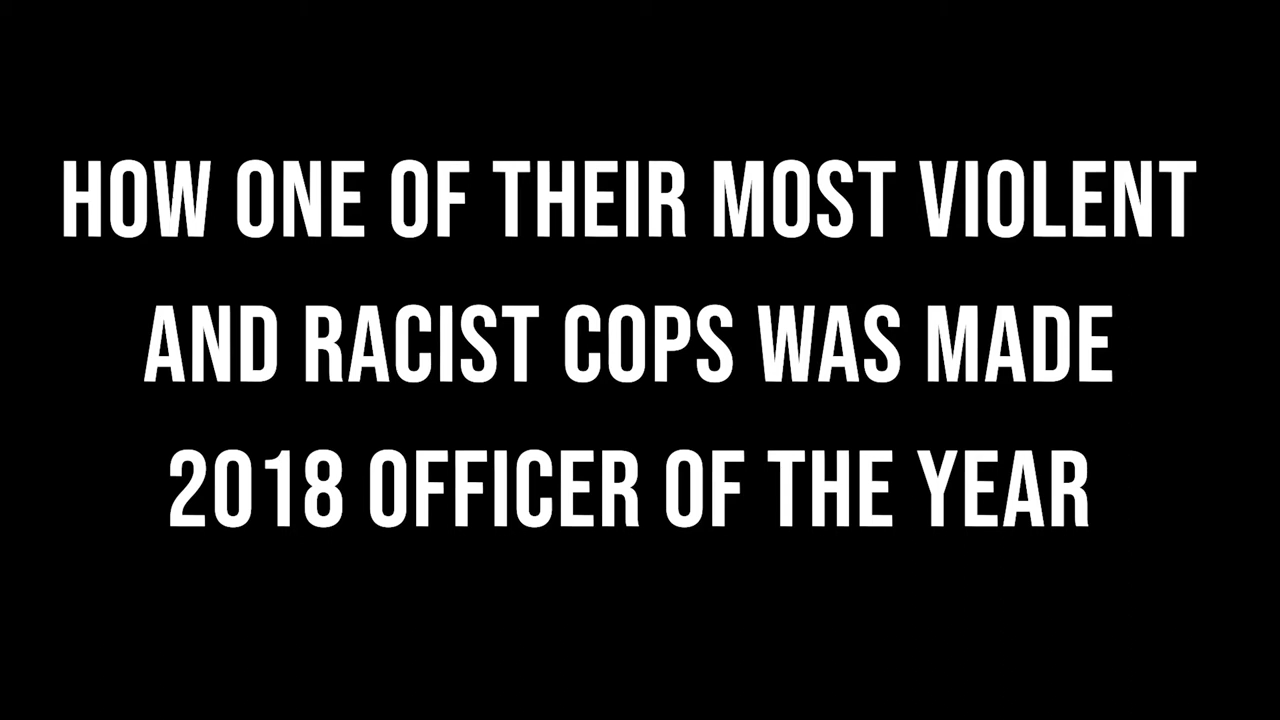 HOW ONE OF THEIR MOST VIOLENT
AND RACIST COPS WAS MADE
2018 OFFICER OF THE YEAR